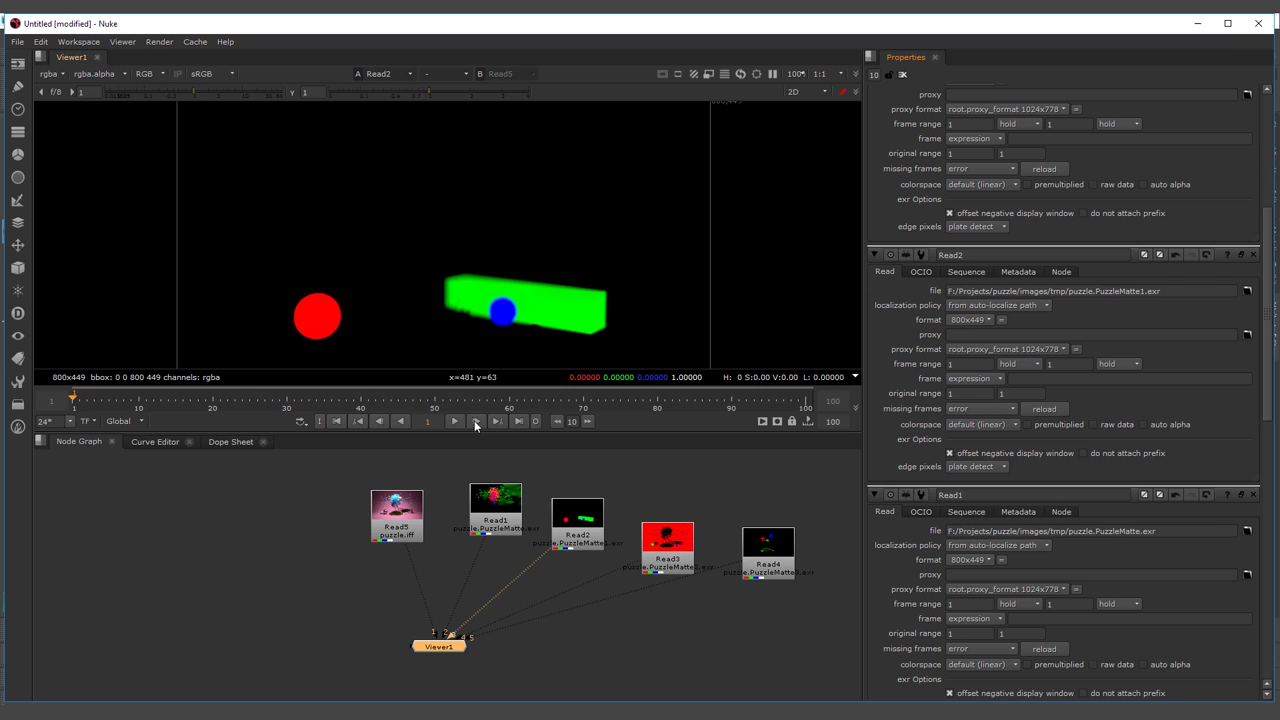 Untitled [modified] - Nuke
File Edit Workspace Viewer Render Cache Help
Viewer1
rgba rgba.alpha RGB IP sRGB A Read2 - B Read5 100% 1:1
f/8 1 Y 1 2D
800x449 bbox: 0 0 800 449 channels: rgba x=481 y=63 0.00000 0.00000 0.00000 1.00000 H: 0 S:0.00 V:0.00 L: 0.00000
1 1 10 20 30 40 50 60 70 80 90 100 100
24* TF Global 1 10 100
Node Graph Curve Editor Dope Sheet
Read5
puzzle.iff
Read1
puzzle.PuzzleMatte.exr
Read2
puzzle.PuzzleMatte1.exr
Read3
Read4
1 2 4 5
Viewer1
Properties
10
proxy
proxy format root.proxy_format 1024x778 =
frame range 1 hold 1 hold
frame expression
original range 1 1
missing frames error reload
colorspace default (linear) premultiplied raw data auto alpha
exr Options
offset negative display window do not attach prefix
edge pixels plate detect
Read2
Read OCIO Sequence Metadata Node
file F:/Projects/puzzle/images/tmp/puzzle.PuzzleMatte1.exr
localization policy from auto-localize path
format 800x449 =
proxy
proxy format root.proxy_format 1024x778 =
frame range 1 hold 1 hold
frame expression
original range 1 1
missing frames error reload
colorspace default (linear) premultiplied raw data auto alpha
exr Options
offset negative display window do not attach prefix
edge pixels plate detect
Read1
Read OCIO Sequence Metadata Node
file F:/Projects/puzzle/images/tmp/puzzle.PuzzleMatte.exr
localization policy from auto-localize path
format 800x449 =
proxy
proxy format root.proxy_format 1024x778 =
frame range 1 hold 1 hold
frame expression
original range 1 1
missing frames error reload
colorspace default (linear) premultiplied raw data auto alpha
exr Options
offset negative display window do not attach prefix